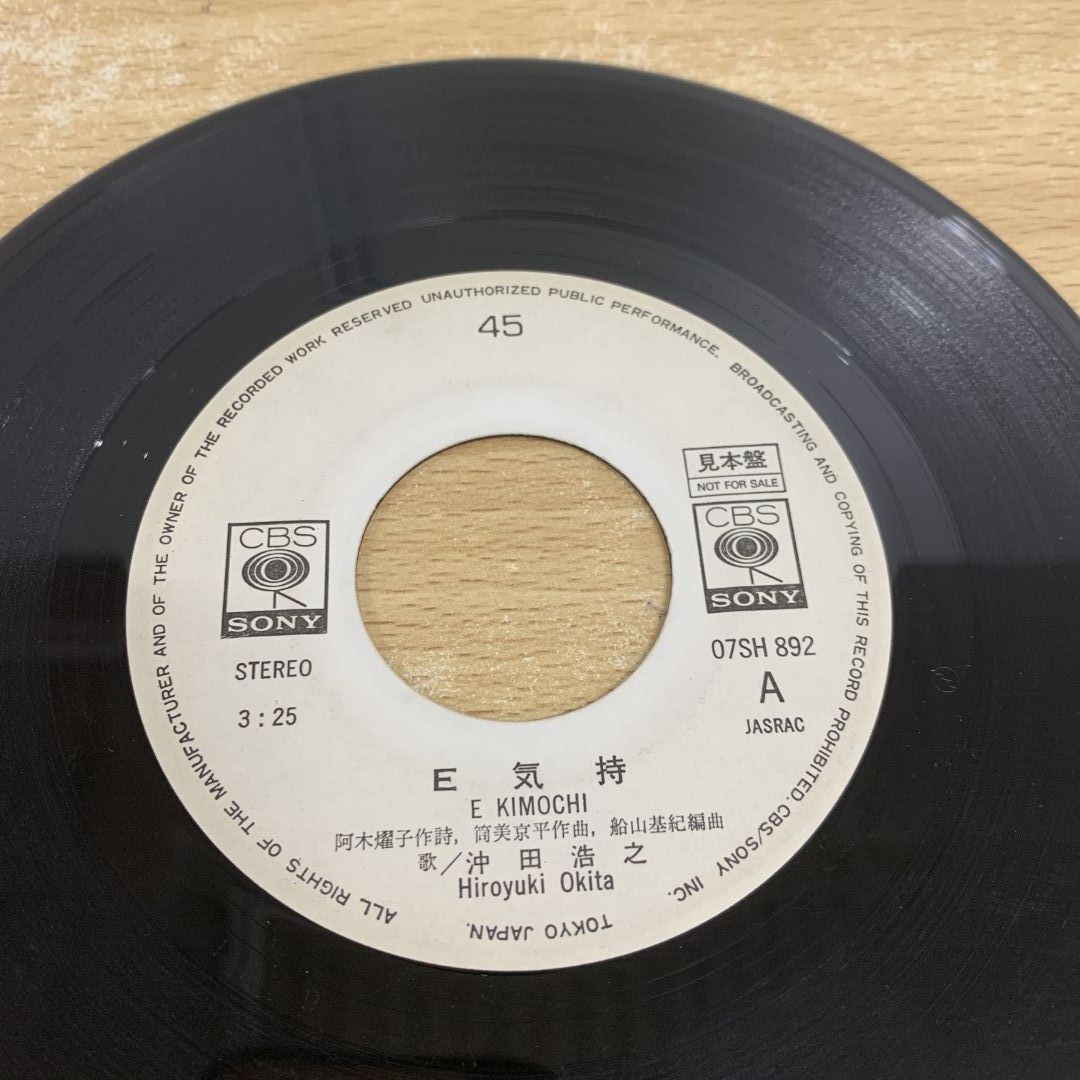 ALL RIGHTS OF THE MANUFACTURER AND OF THE OWNER OF THE RECORDED WORK RESERVED UNAUTHORIZED PUBLIC PERFORMANCE. BROADCASTING AND COPYING OF THIS RECORD PROHIBITED. CBS/SONY INC.
TOKYO JAPAN.
45
見本盤
NOT FOR SALE
CBS
SONY
CBS
SONY
STEREO
3:25
07SH 892
A
JASRAC
E 気持
E KIMOCHI
阿木燿子作詩, 筒美京平作曲, 船山基紀編曲
歌/沖田浩之
Hiroyuki Okita